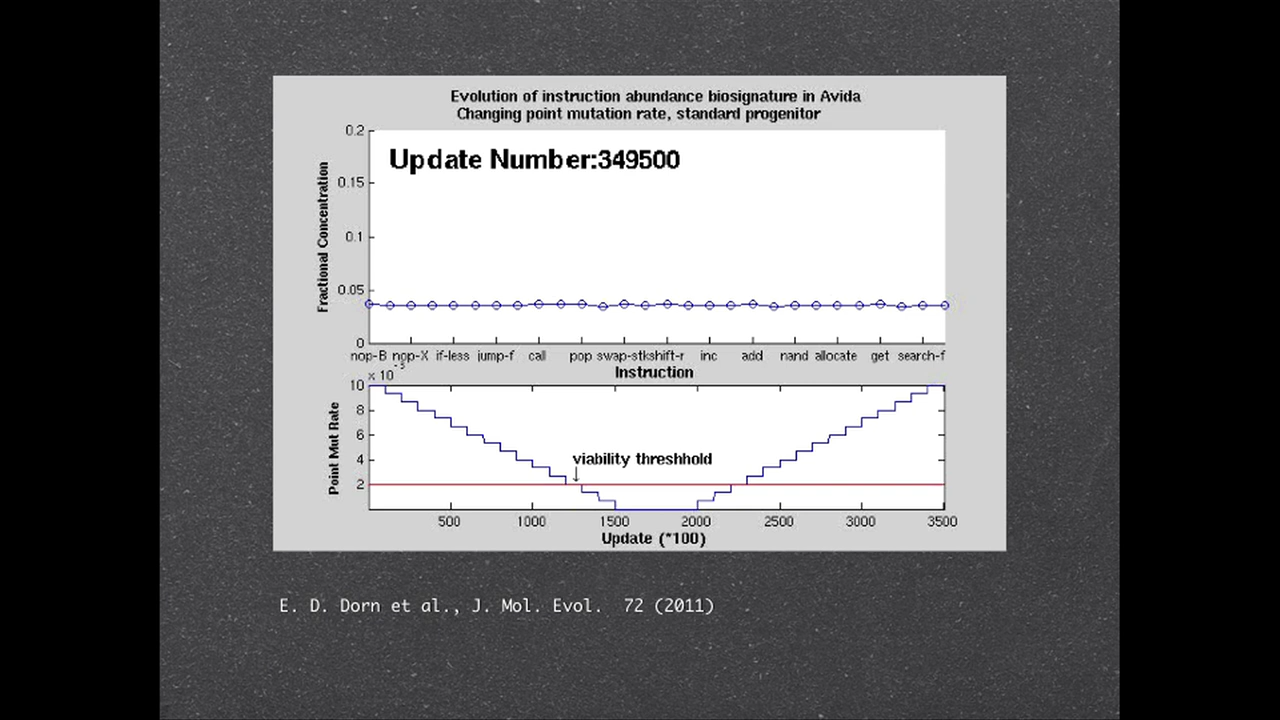 Evolution of instruction abundance biosignature in Avida
Changing point mutation rate, standard progenitor
Update Number:349500
Fractional Concentration
0.2
0.15
0.1
0.05
0
nop-B nop-X if-less jump-f call pop swap-stk shift-r inc add nand allocate get search-f
Instruction
x 10^-5
Point Mut Rate
10
8
6
4
2
viability threshhold
500 1000 1500 2000 2500 3000 3500
Update (*100)
E. D. Dorn et al., J. Mol. Evol. 72 (2011)